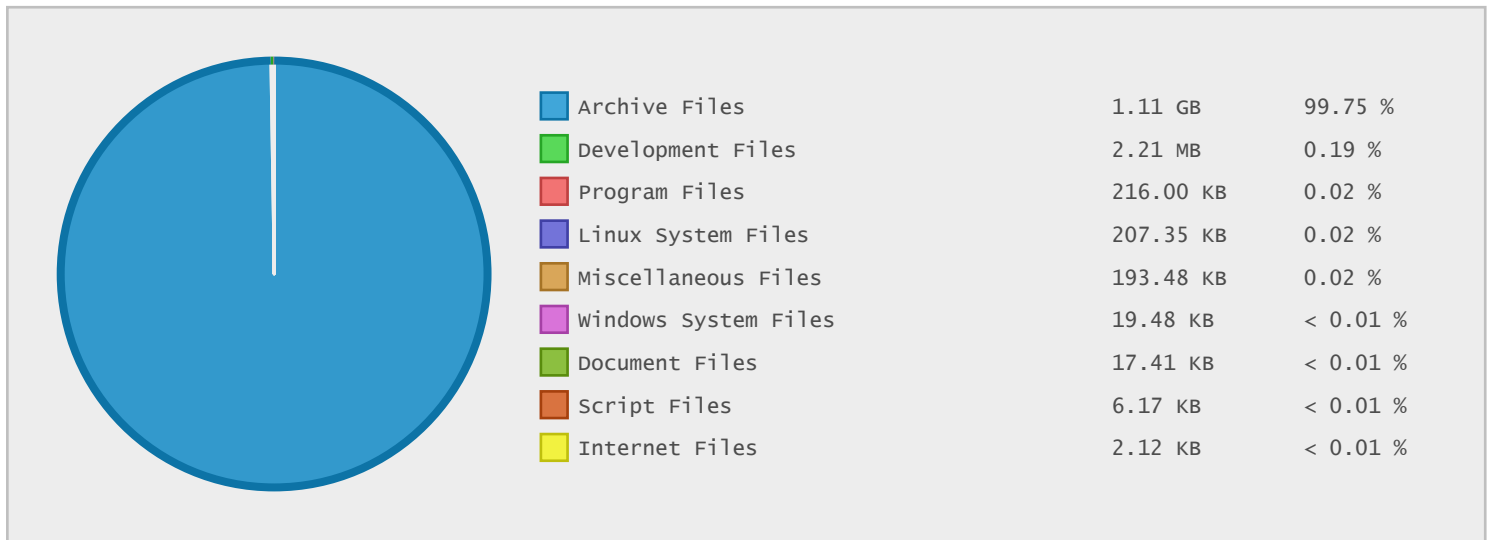 Archive Files 1.11 GB 99.75 %
Development Files 2.21 MB 0.19 %
Program Files 216.00 KB 0.02 %
Linux System Files 207.35 KB 0.02 %
Miscellaneous Files 193.48 KB 0.02 %
Windows System Files 19.48 KB < 0.01 %
Document Files 17.41 KB < 0.01 %
Script Files 6.17 KB < 0.01 %
Internet Files 2.12 KB < 0.01 %